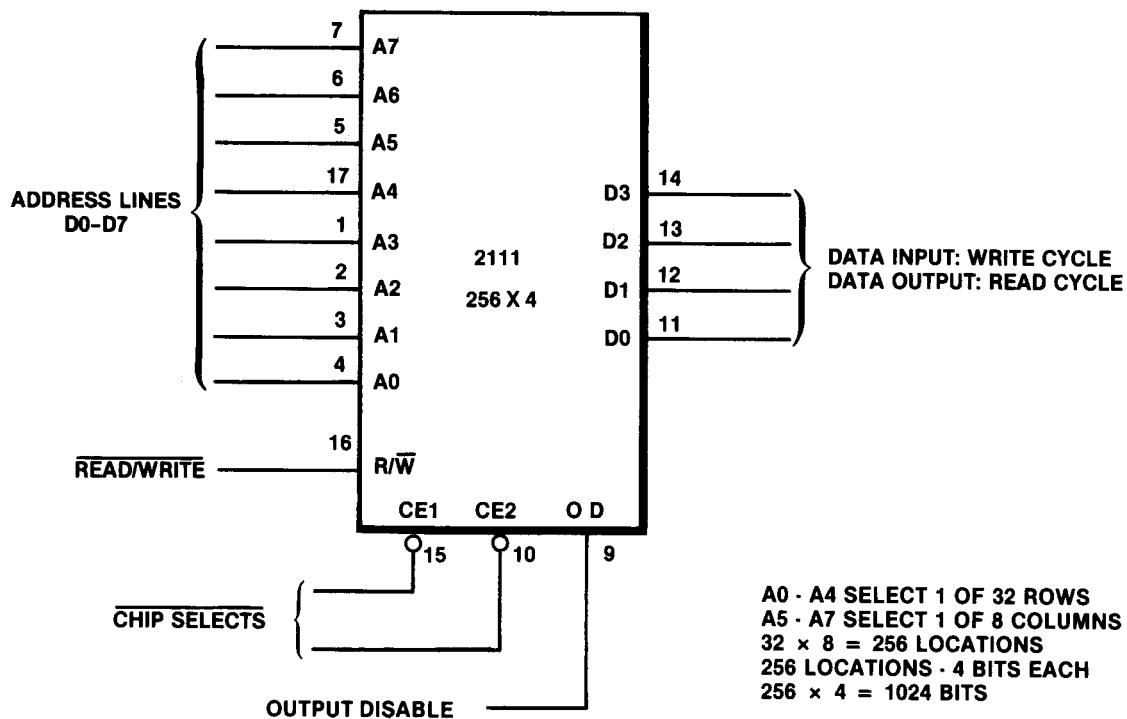 7 A7
6 A6
5 A5
17 A4
1 A3
2 A2
3 A1
4 A0
ADDRESS LINES
D0-D7
16 R/W̅
READ/WRITE
2111
256 X 4
D3 14
D2 13
D1 12
D0 11
DATA INPUT: WRITE CYCLE
DATA OUTPUT: READ CYCLE
CE1 CE2 O D
15 10 9
CHIP SELECTS
OUTPUT DISABLE
A0 - A4 SELECT 1 OF 32 ROWS
A5 - A7 SELECT 1 OF 8 COLUMNS
32 × 8 = 256 LOCATIONS
256 LOCATIONS - 4 BITS EACH
256 × 4 = 1024 BITS